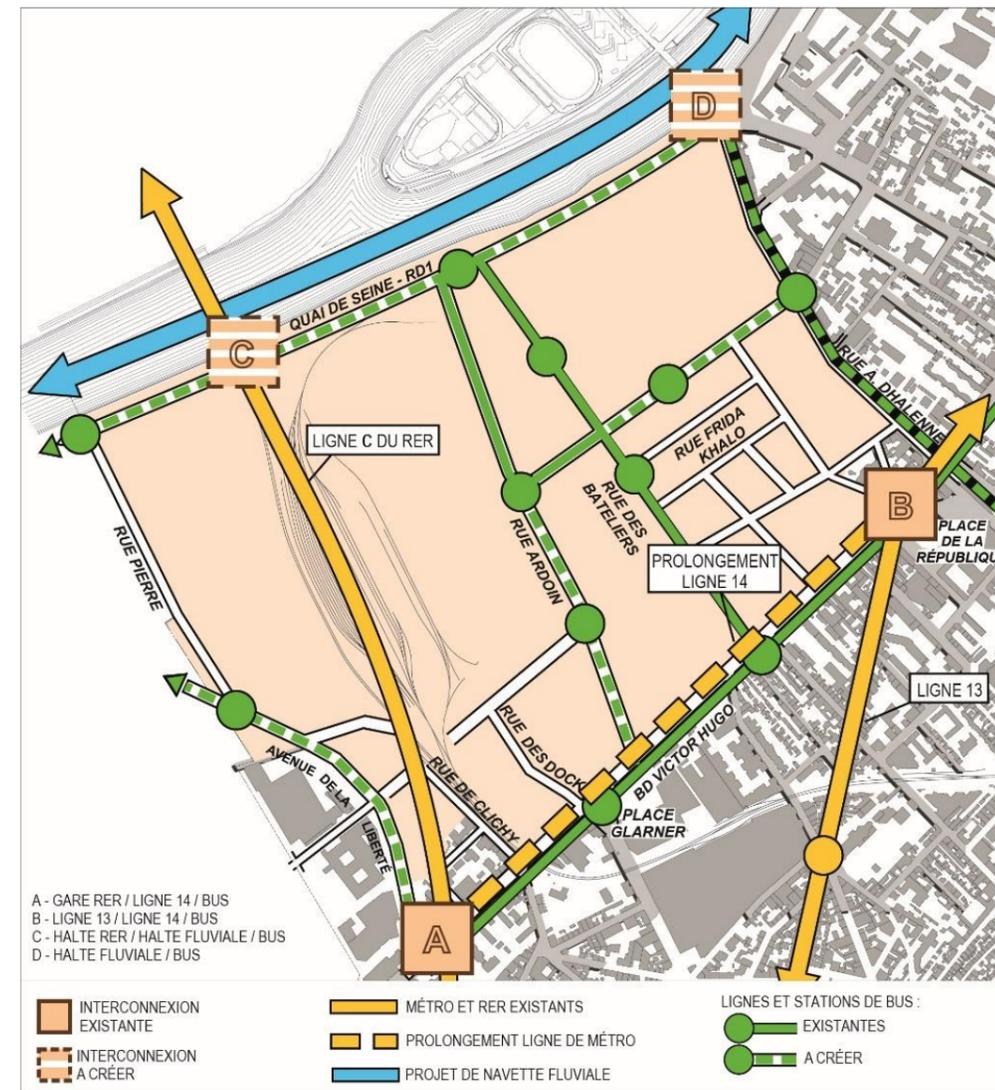 D
QUAI DE SEINE - RD1
C
RUE A. DHALENNE
LIGNE C DU RER
RUE FRIDA
KHALO
RUE DES
BATELIERS
B
PLACE
DE LA
RÉPUBLIQU
RUE PIERRE
RUE ARDOIN
PROLONGEMENT
LIGNE 14
LIGNE 13
RUE DES DOCK
BD VICTOR HUGO
AVENUE DE LA
LIBERTÉ
RUE DE CLICHY
PLACE
GLARNER
A
A - GARE RER / LIGNE 14 / BUS
B - LIGNE 13 / LIGNE 14 / BUS
C - HALTE RER / HALTE FLUVIALE / BUS
D - HALTE FLUVIALE / BUS
INTERCONNEXION
EXISTANTE
INTERCONNEXION
A CRÉER
MÉTRO ET RER EXISTANTS
PROLONGEMENT LIGNE DE MÉTRO
PROJET DE NAVETTE FLUVIALE
LIGNES ET STATIONS DE BUS :
EXISTANTES
A CRÉER